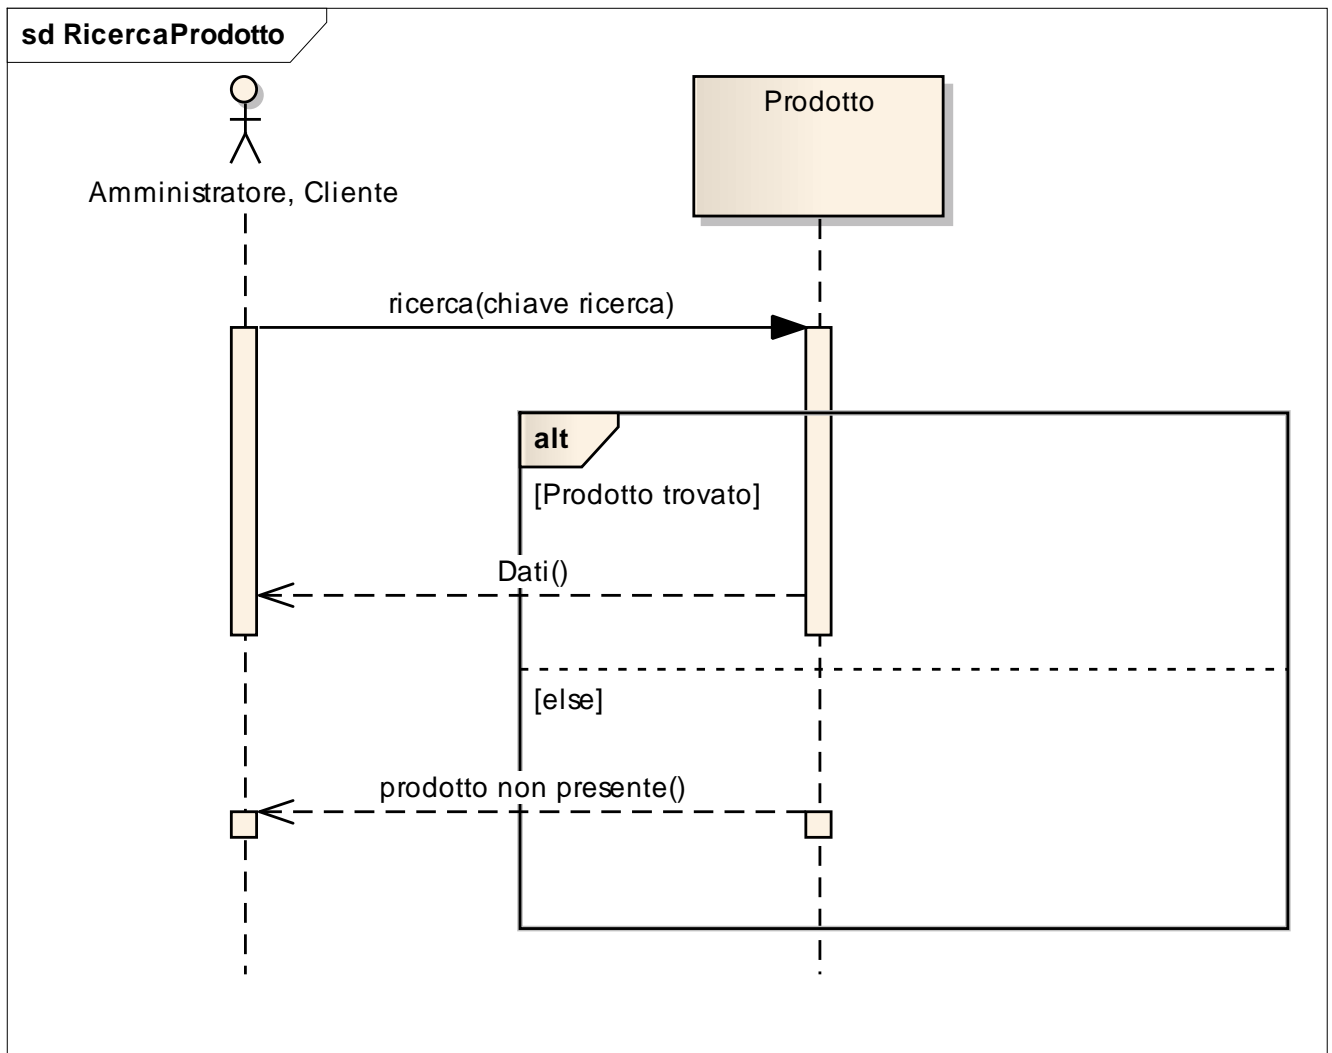 sd RicercaProdotto
Amministratore, Cliente
Prodotto
ricerca(chiave ricerca)
alt
[Prodotto trovato]
Dati()
[else]
prodotto non presente()